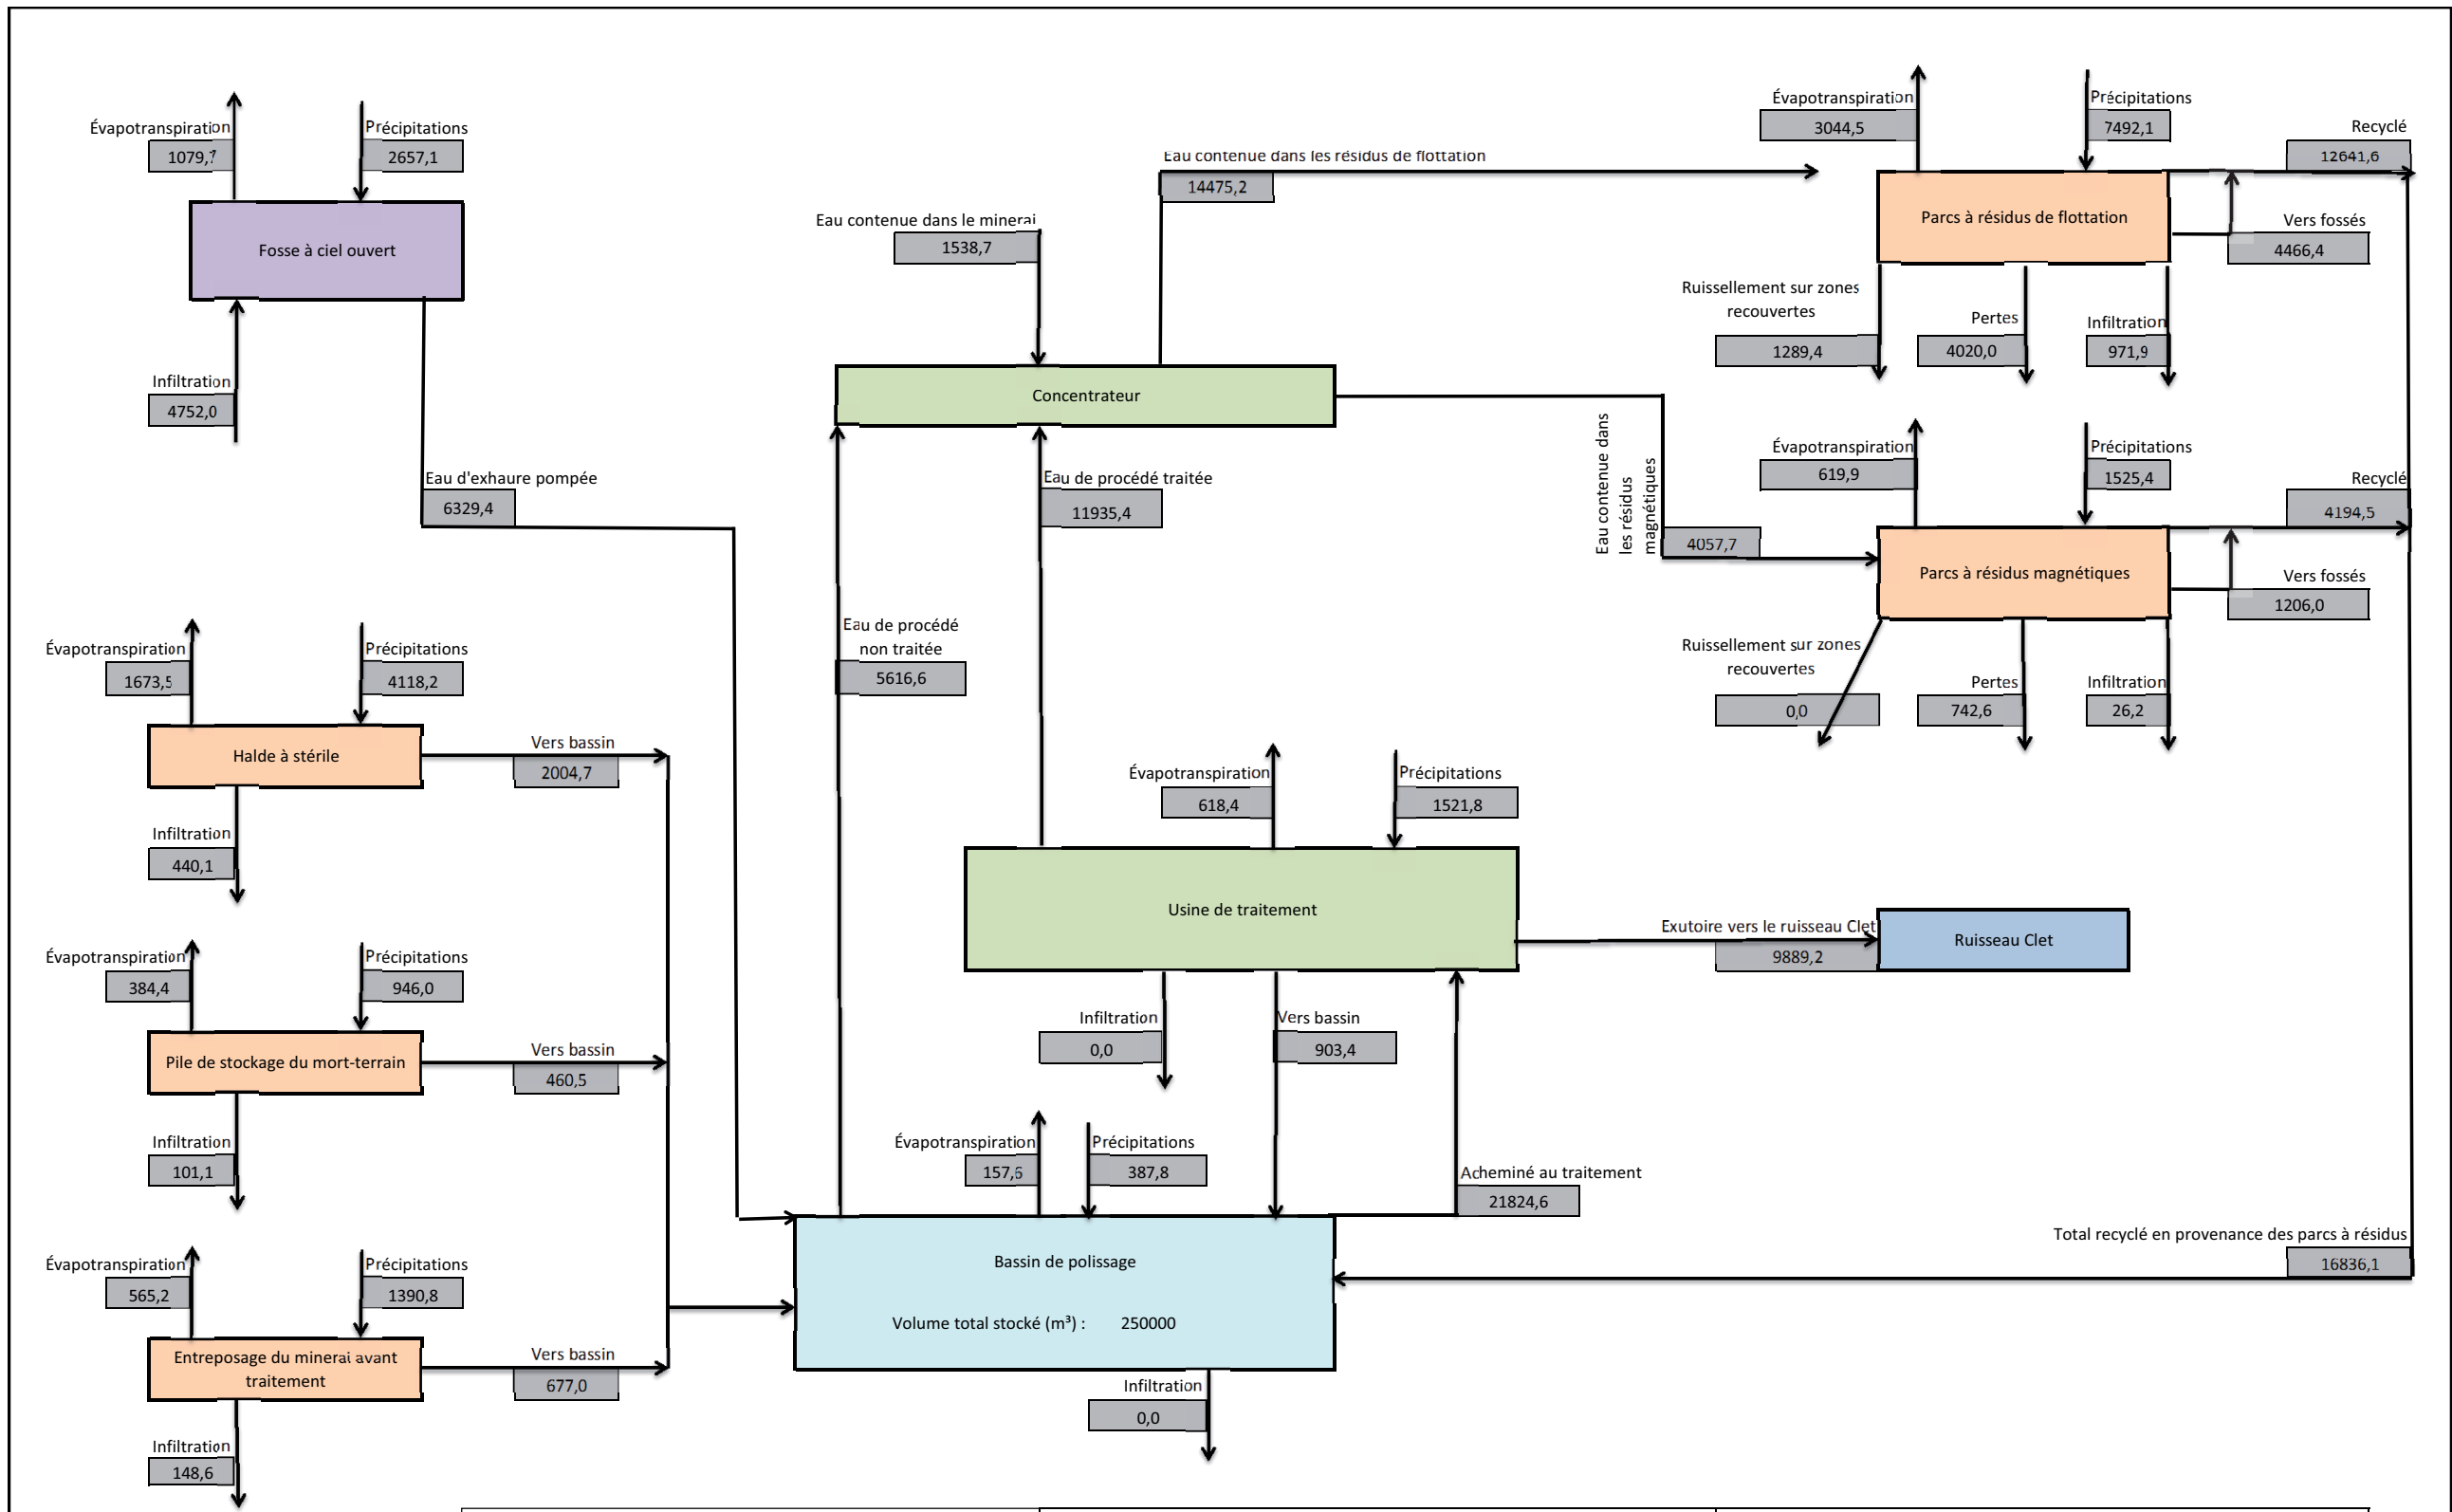 Évapotranspiration
1079,7
Précipitations
2657,1
Fosse à ciel ouvert
Infiltration
4752,0
Eau d'exhaure pompée
6329,4
Évapotranspiration
1673,5
Précipitations
4118,2
Halde à stérile
Vers bassin
2004,7
Infiltration
440,1
Évapotranspiration
384,4
Précipitations
946,0
Pile de stockage du mort-terrain
Vers bassin
460,5
Infiltration
101,1
Évapotranspiration
565,2
Précipitations
1390,8
Entreposage du minerai avant
traitement
Vers bassin
677,0
Infiltration
148,6
Eau contenue dans les résidus de flottation
14475,2
Eau contenue dans le minerai
1538,7
Concentrateur
Eau de procédé traitée
11935,4
Eau de procédé
non traitée
5616,6
Eau contenue dans
les résidus
magnétiques
4057,7
Évapotranspiration
618,4
Précipitations
1521,8
Usine de traitement
Exutoire vers le ruisseau Clet
9889,2
Ruisseau Clet
Infiltration
0,0
Vers bassin
903,4
Évapotranspiration
157,6
Précipitations
387,8
Acheminé au traitement
21824,6
Bassin de polissage
Volume total stocké (m³) : 250000
Infiltration
0,0
Évapotranspiration
3044,5
Précipitations
7492,1
Recyclé
12641,6
Parcs à résidus de flottation
Vers fossés
4466,4
Ruissellement sur zones
recouvertes
1289,4
Pertes
4020,0
Infiltration
971,9
Évapotranspiration
619,9
Précipitations
1525,4
Recyclé
4194,5
Parcs à résidus magnétiques
Vers fossés
1206,0
Ruissellement sur zones
recouvertes
0,0
Pertes
742,6
Infiltration
26,2
Total recyclé en provenance des parcs à résidus
16836,1